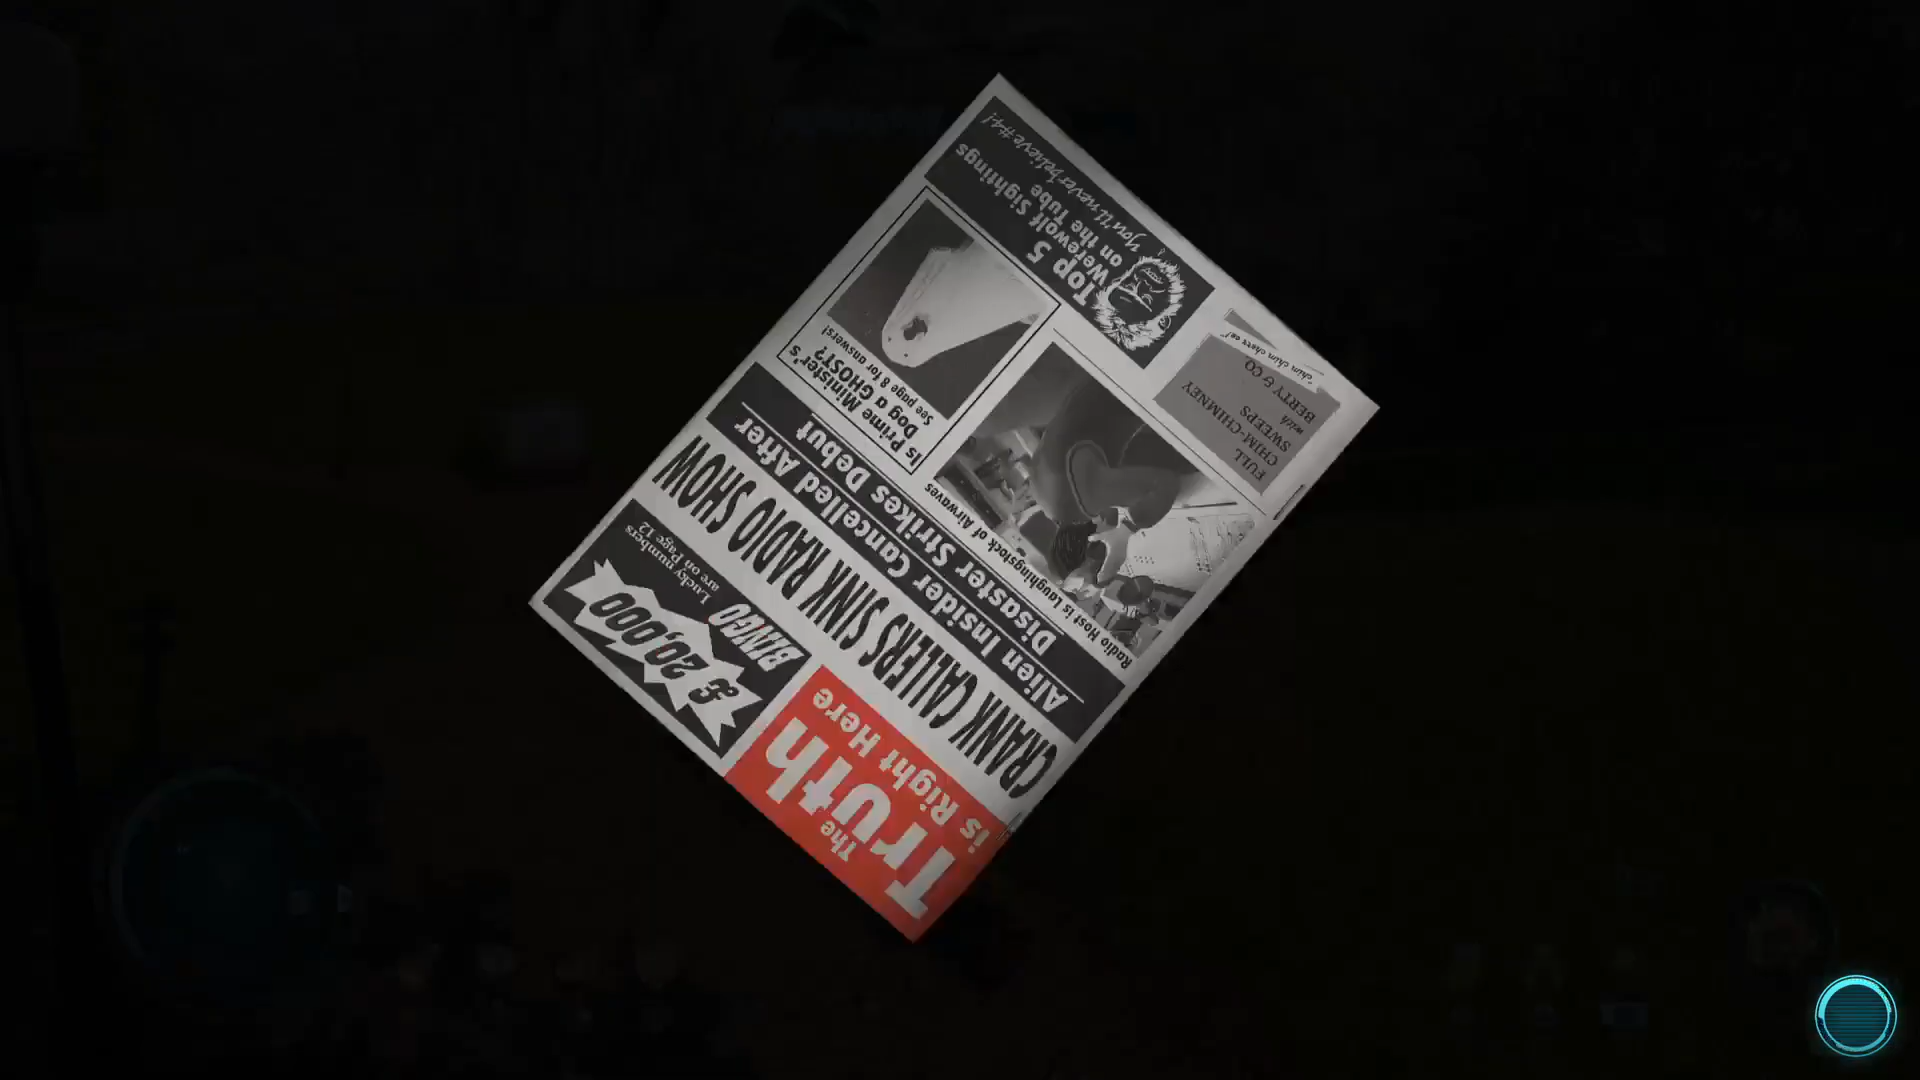 The
Truth
is Right Here
£20,000
BINGO
Lucky numbers
are on Page 12
CRANK CALLERS SINK RADIO SHOW
Alien Insider Cancelled After
Disaster Strikes Debut
Radio Host is Laughingstock of Airwaves
Is Prime Minister's
Dog a GHOST?
See page 8 for answers!
FULL
CHIM-CHIMNEY
SWEEPS
with
BERTY & CO
"chim chim cheree!"
Top 5
Werewolf Sightings
on the Tube
You'll never believe #4!